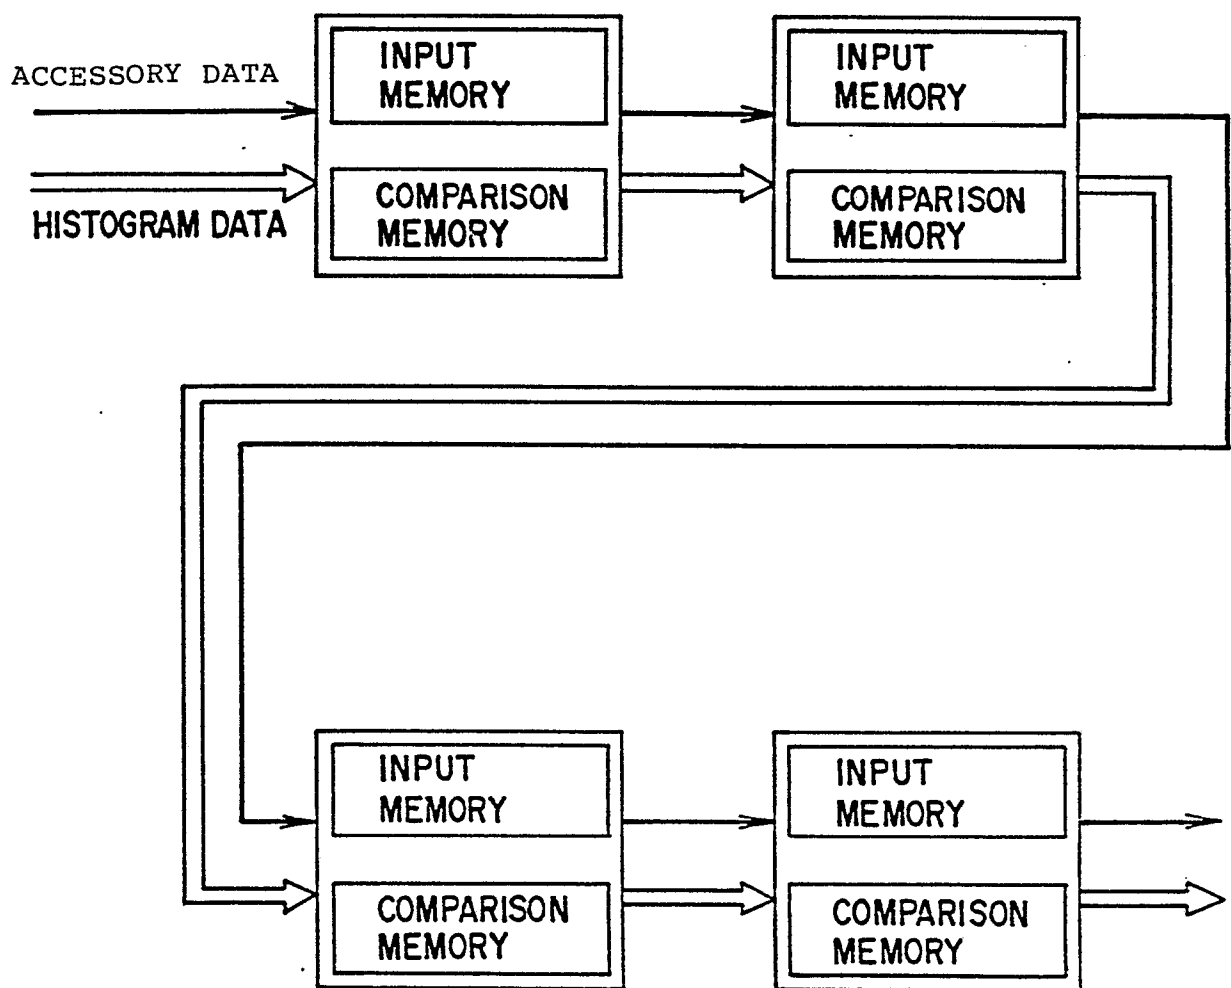 ACCESSORY DATA
HISTOGRAM DATA
INPUT
MEMORY
COMPARISON
MEMORY
INPUT
MEMORY
COMPARISON
MEMORY
INPUT
MEMORY
COMPARISON
MEMORY
INPUT
MEMORY
COMPARISON
MEMORY